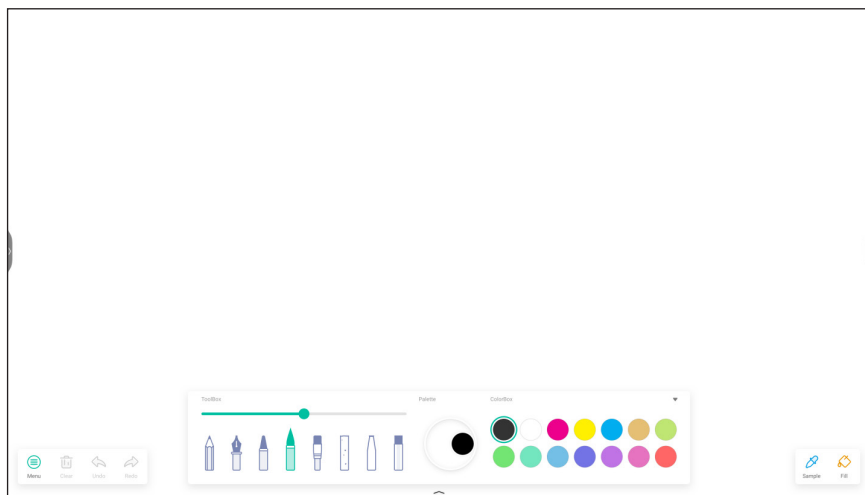 ToolBox
Palette
ColorBox
Menu
Clear
Undo
Redo
Sample
Fill